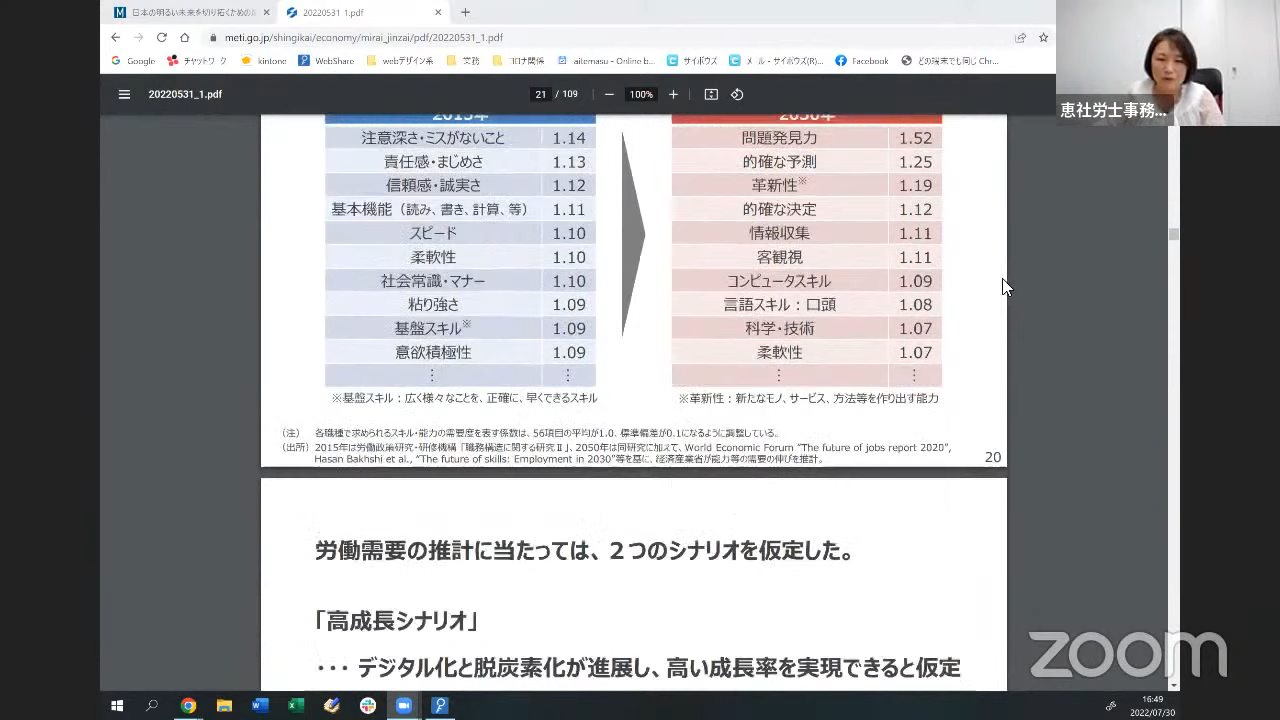 日本の明るい未来を切り拓くための
20220531_1.pdf
meti.go.jp/shingikai/economy/mirai_jinzai/pdf/20220531_1.pdf
Google
チャットワーク
kintone
WebShare
webデザイン系
業務
コロナ関係
aitemasu - Online b...
サイボウズ
メール - サイボウズ(R)...
Facebook
どの端末でも同じ Chr...
20220531_1.pdf
21 / 109
100%
恵社労士事務...
2015年
2050年
注意深さ・ミスがないこと 1.14
責任感・まじめさ 1.13
信頼感・誠実さ 1.12
基本機能（読み、書き、計算、等） 1.11
スピード 1.10
柔軟性 1.10
社会常識・マナー 1.10
粘り強さ 1.09
基盤スキル※ 1.09
意欲積極性 1.09
⋮ ⋮
※基盤スキル：広く様々なことを、正確に、早くできるスキル
問題発見力 1.52
的確な予測 1.25
革新性※ 1.19
的確な決定 1.12
情報収集 1.11
客観視 1.11
コンピュータスキル 1.09
言語スキル：口頭 1.08
科学・技術 1.07
柔軟性 1.07
⋮ ⋮
※革新性：新たなモノ、サービス、方法等を作り出す能力
（注） 各職種で求められるスキル・能力の需要度を表す係数は、56項目の平均が1.0、標準偏差が0.1になるように調整している。
（出所）2015年は労働政策研究・研修機構「職務構造に関する研究Ⅱ」、2050年は同研究に加えて、World Economic Forum "The future of jobs report 2020",
Hasan Bakhshi et al., "The future of skills: Employment in 2030"等を基に、経済産業省が能力等の需要の伸びを推計。
20
労働需要の推計に当たっては、２つのシナリオを仮定した。
「高成長シナリオ」
・・・ デジタル化と脱炭素化が進展し、高い成長率を実現できると仮定
zoom
16:49
2022/07/30